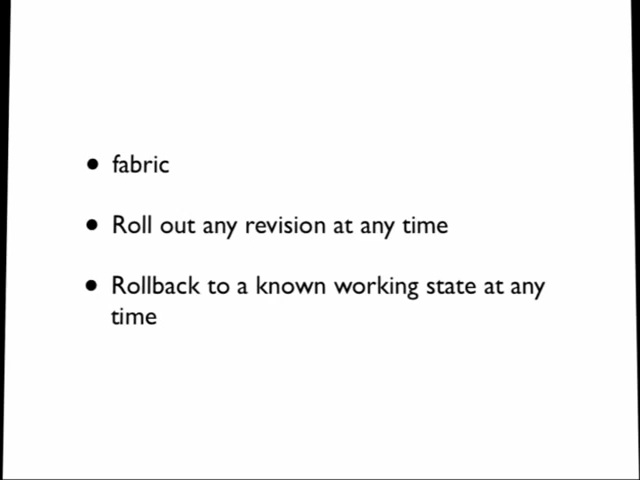 • fabric
• Roll out any revision at any time
• Rollback to a known working state at any
time